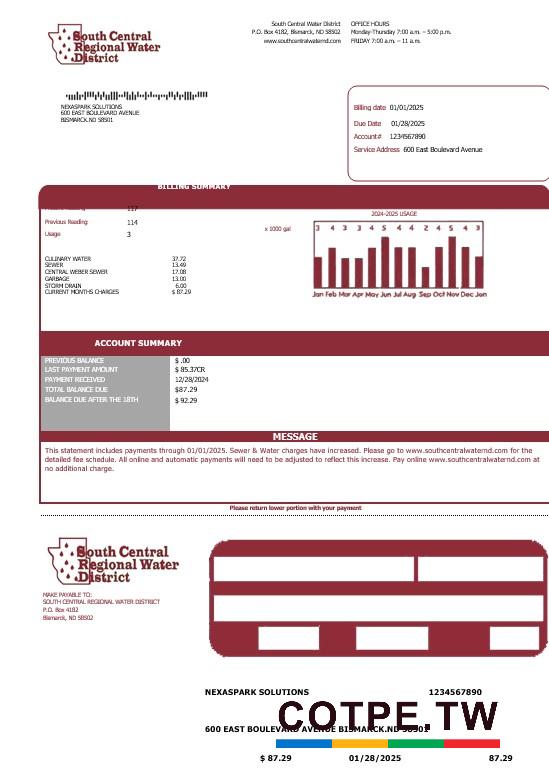 South Central
Regional Water
District
South Central Water District
P.O. Box 4182, Bismarck, ND 58502
www.southcentralwaternd.com
OFFICE HOURS
Monday-Thursday 7:00 a.m. – 5:00 p.m.
FRIDAY 7:00 a.m. – 11 a.m.
NEXASPARK SOLUTIONS
600 EAST BOULEVARD AVENUE
BISMARCK.ND 58501
Billing date 01/01/2025
Due Date 01/28/2025
Account# 1234567890
Service Address 600 East Boulevard Avenue
BILLING SUMMARY
117
Previous Reading 114
Usage 3
x 1000 gal
2024-2025 USAGE
3 4 3 4 4 5 4 4 2 4 5 4 3
Jan Feb Mar Apr May Jun Jul Aug Sep Oct Nov Dec Jan
CULINARY WATER 37.72
SEWER 13.49
CENTRAL WEBER SEWER 17.08
GARBAGE 13.00
STORM DRAIN 6.00
CURRENT MONTHS CHARGES $ 87.29
ACCOUNT SUMMARY
PREVIOUS BALANCE $ .00
LAST PAYMENT AMOUNT $ 85.37CR
PAYMENT RECEIVED 12/28/2024
TOTAL BALANCE DUE $87.29
BALANCE DUE AFTER THE 18TH $ 92.29
MESSAGE
This statement includes payments through 01/01/2025. Sewer & Water charges have increased. Please go to www.southcentralwaternd.com for the
detailed fee schedule. All online and automatic payments will need to be adjusted to reflect this increase. Pay online www.southcentralwaternd.at at
no additional charge.
Please return lower portion with your payment
South Central
Regional Water
District
MAKE PAYABLE TO:
SOUTH CENTRAL REGIONAL WATER DISTRICT
P.O. Box 4182
Bismarck, ND 58502
NEXASPARK SOLUTIONS 1234567890
COTPE.TW
600 EAST BOULEVARD AVENUE BISMARCK.ND 58501
$ 87.29 01/28/2025 87.29